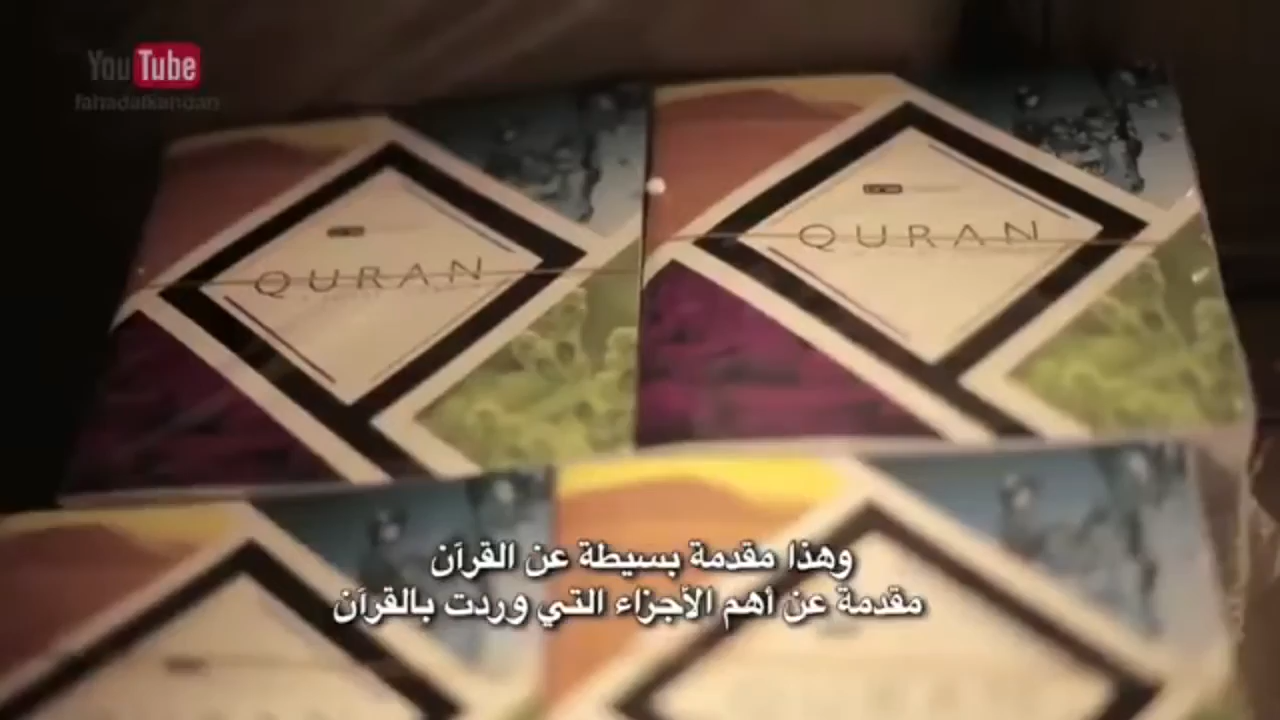 YouTube
fahadalkandari
QURAN
QURAN
وهذا مقدمة بسيطة عن القرآن
مقدمة عن أهم الأجزاء التي وردت بالقرآن